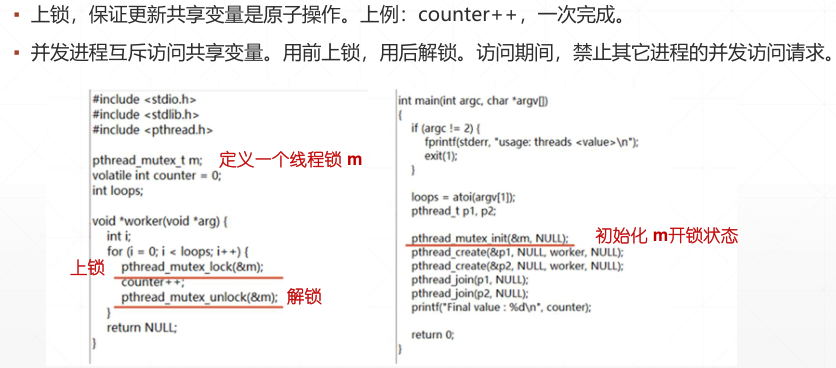 ▪ 上锁，保证更新共享变量是原子操作。上例：counter++，一次完成。
▪ 并发进程互斥访问共享变量。用前上锁，用后解锁。访问期间，禁止其它进程的并发访问请求。
#include <stdio.h>
#include <stdlib.h>
#include <pthread.h>
pthread_mutex_t m; 定义一个线程锁 m
volatile int counter = 0;
int loops;
void *worker(void *arg) {
int i;
for (i = 0; i < loops; i++) {
上锁 pthread_mutex_lock(&m);
counter++;
pthread_mutex_unlock(&m); 解锁
}
return NULL;
}
int main(int argc, char *argv[])
{
if (argc != 2) {
fprintf(stderr, "usage: threads <value>\n");
exit(1);
}
loops = atoi(argv[1]);
pthread_t p1, p2;
pthread_mutex_init(&m, NULL); 初始化 m开锁状态
pthread_create(&p1, NULL, worker, NULL);
pthread_create(&p2, NULL, worker, NULL);
pthread_join(p1, NULL);
pthread_join(p2, NULL);
printf("Final value : %d\n", counter);
return 0;
}